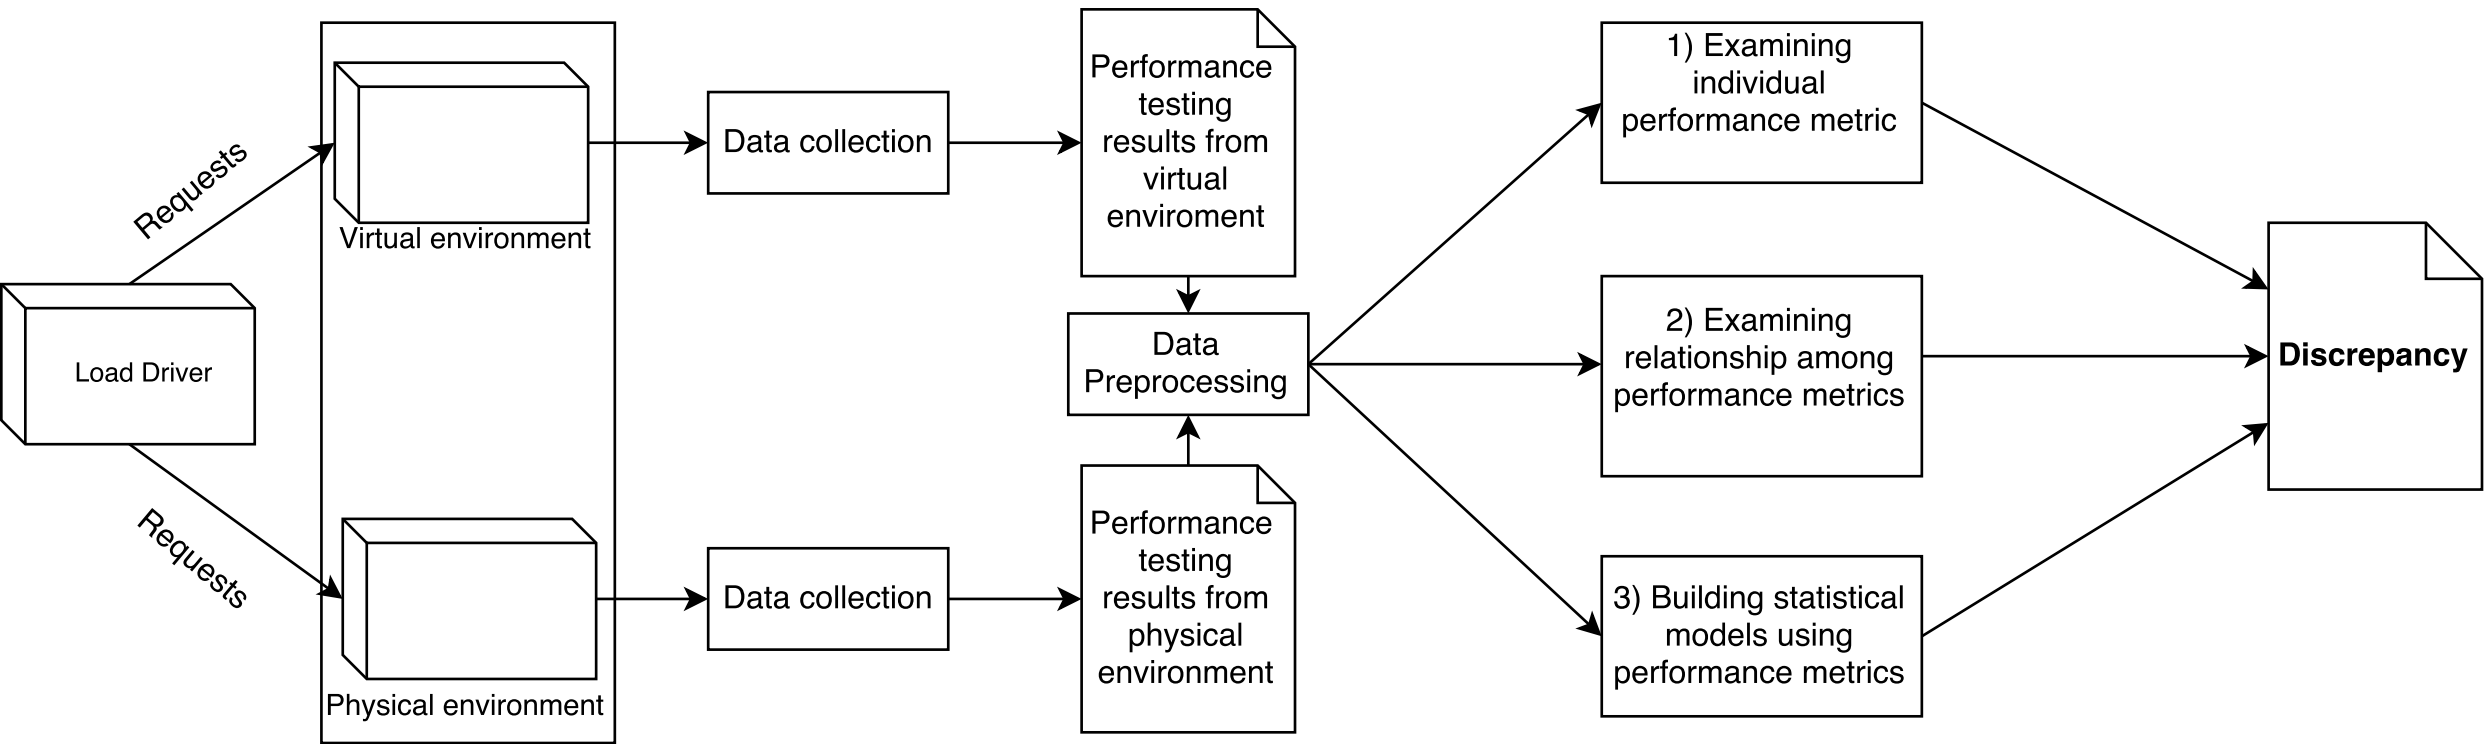 Requests
Virtual environment
Load Driver
Requests
Physical environment
Data collection
Data collection
Performance
testing
results from
virtual
enviroment
Data
Preprocessing
Performance
testing
results from
physical
environment
1) Examining
individual
performance metric
2) Examining
relationship among
performance metrics
3) Building statistical
models using
performance metrics
Discrepancy